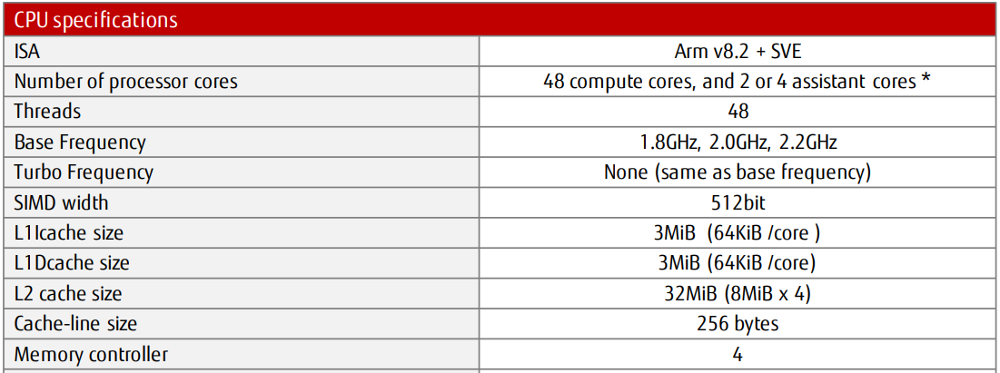 CPU specifications
ISA Arm v8.2 + SVE
Number of processor cores 48 compute cores, and 2 or 4 assistant cores *
Threads 48
Base Frequency 1.8GHz, 2.0GHz, 2.2GHz
Turbo Frequency None (same as base frequency)
SIMD width 512bit
L1Icache size 3MiB (64KiB /core )
L1Dcache size 3MiB (64KiB /core)
L2 cache size 32MiB (8MiB x 4)
Cache-line size 256 bytes
Memory controller 4